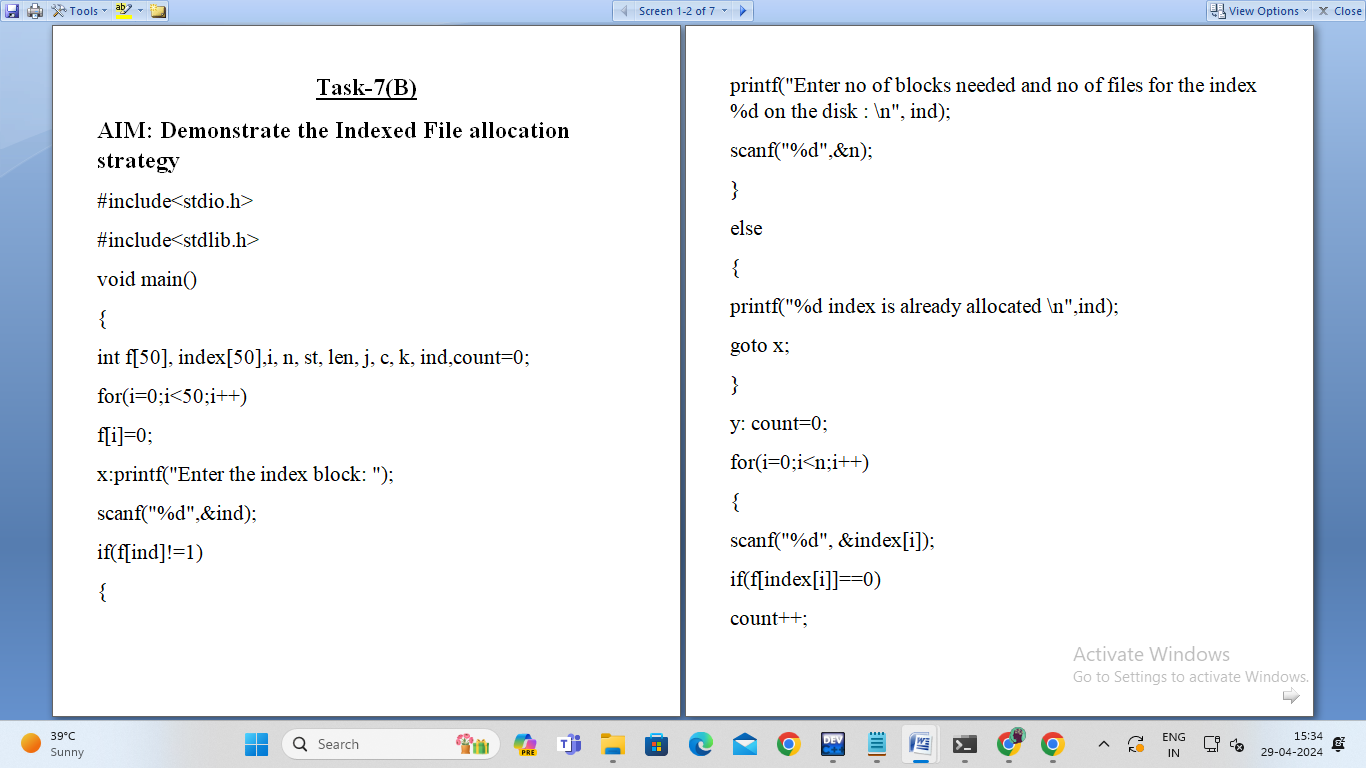 Tools
Screen 1-2 of 7
View Options
Close
Task-7(B)
AIM: Demonstrate the Indexed File allocation
strategy
#include<stdio.h>
#include<stdlib.h>
void main()
{
int f[50], index[50],i, n, st, len, j, c, k, ind,count=0;
for(i=0;i<50;i++)
f[i]=0;
x:printf("Enter the index block: ");
scanf("%d",&ind);
if(f[ind]!=1)
{
printf("Enter no of blocks needed and no of files for the index
%d on the disk : \n", ind);
scanf("%d",&n);
}
else
{
printf("%d index is already allocated \n",ind);
goto x;
}
y: count=0;
for(i=0;i<n;i++)
{
scanf("%d", &index[i]);
if(f[index[i]]==0)
count++;
Activate Windows
Go to Settings to activate Windows.
39°C
Sunny
Search
PRE
DEV
ENG
IN
15:34
29-04-2024